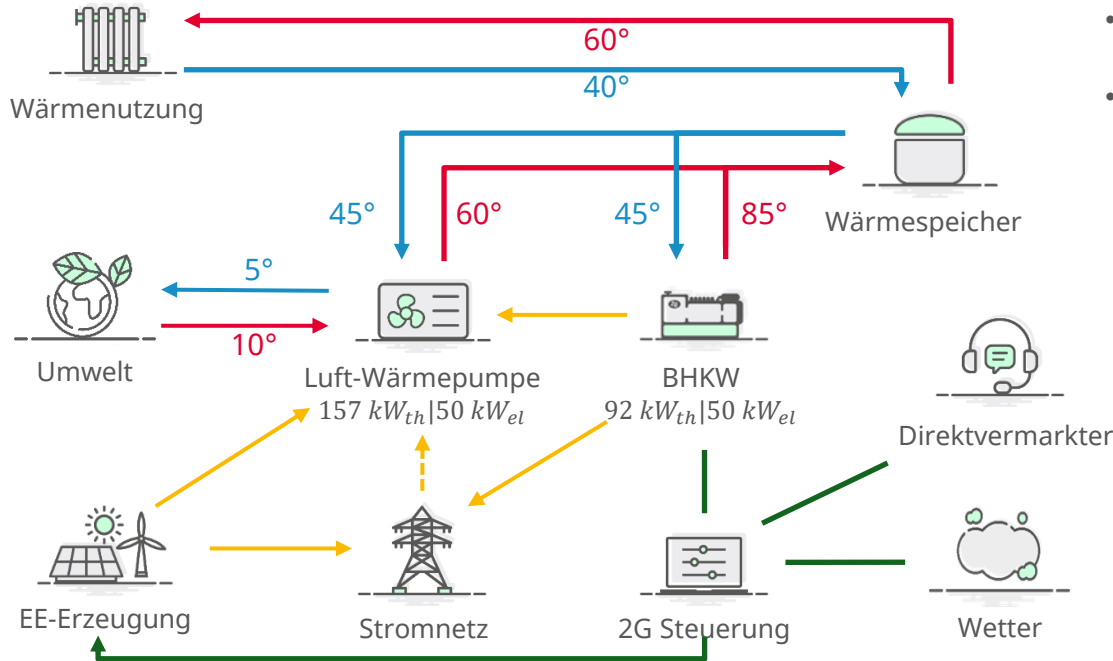 60°
40°
Wärmenutzung
45°
60°
45°
85°
Wärmespeicher
5°
10°
Umwelt
Luft-Wärmepumpe
157 kW_th|50 kW_el
BHKW
92 kW_th|50 kW_el
Direktvermarkter
EE-Erzeugung
Stromnetz
2G Steuerung
Wetter